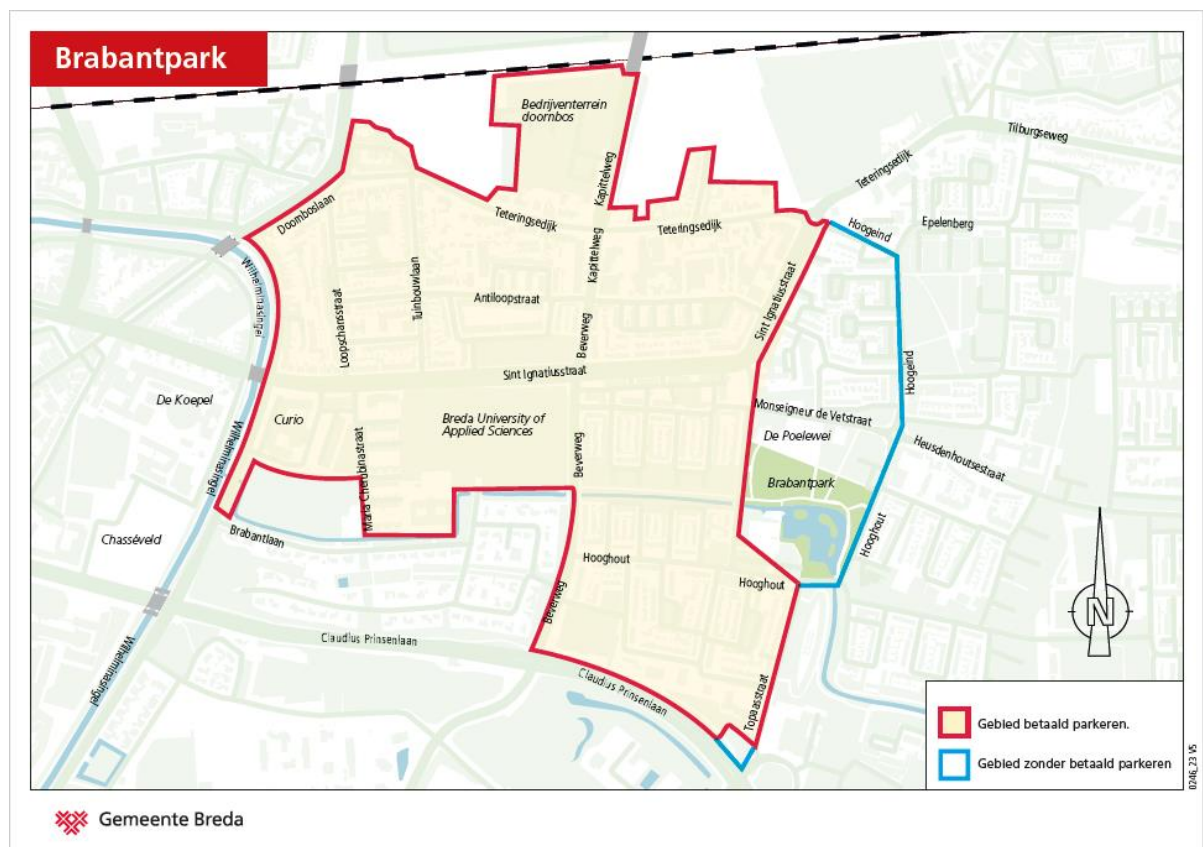 Brabantpark
Bedrijventerrein
doornbos
Tilburgseweg
Teteringsedijk
Kapittelweg
Doornboslaan
Teteringsedijk
Teteringsedijk
Hoogeind
Epelenberg
Wilhelminasingel
Kapittelweg
Tuinbouwlaan
Loopschansstraat
Antiloopstraat
Sint Ignatiusstraat
Beverweg
Sint Ignatiusstraat
Hoogeind
De Koepel
Curio
Breda University of
Applied Sciences
Monseigneur de Vetstraat
De Poelewei
Heusdenhoutsestraat
Wilhelminasingel
Maria Cherubinastraat
Beverweg
Brabantpark
Chasséveld
Brabantlaan
Hooghout
Hooghout
Hooghout
Beverweg
N
Claudius Prinsenlaan
Wilhelminasingel
Claudius Prinsenlaan
Topaasstraat
Gebied betaald parkeren.
Gebied zonder betaald parkeren
0246_23 V5
Gemeente Breda